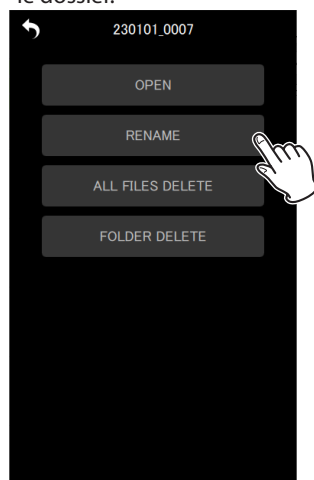 le dossier.
230101_0007
OPEN
RENAME
ALL FILES DELETE
FOLDER DELETE